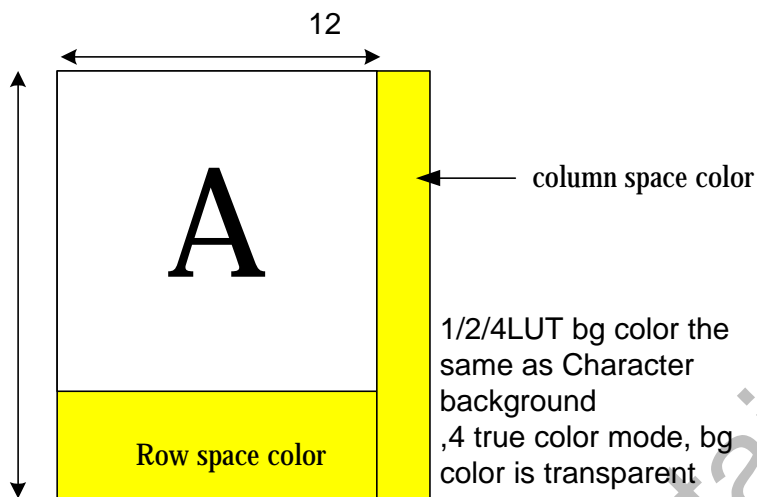 12
A
column space color
1/2/4LUT bg color the
same as Character
background
,4 true color mode, bg
color is transparent
Row space color